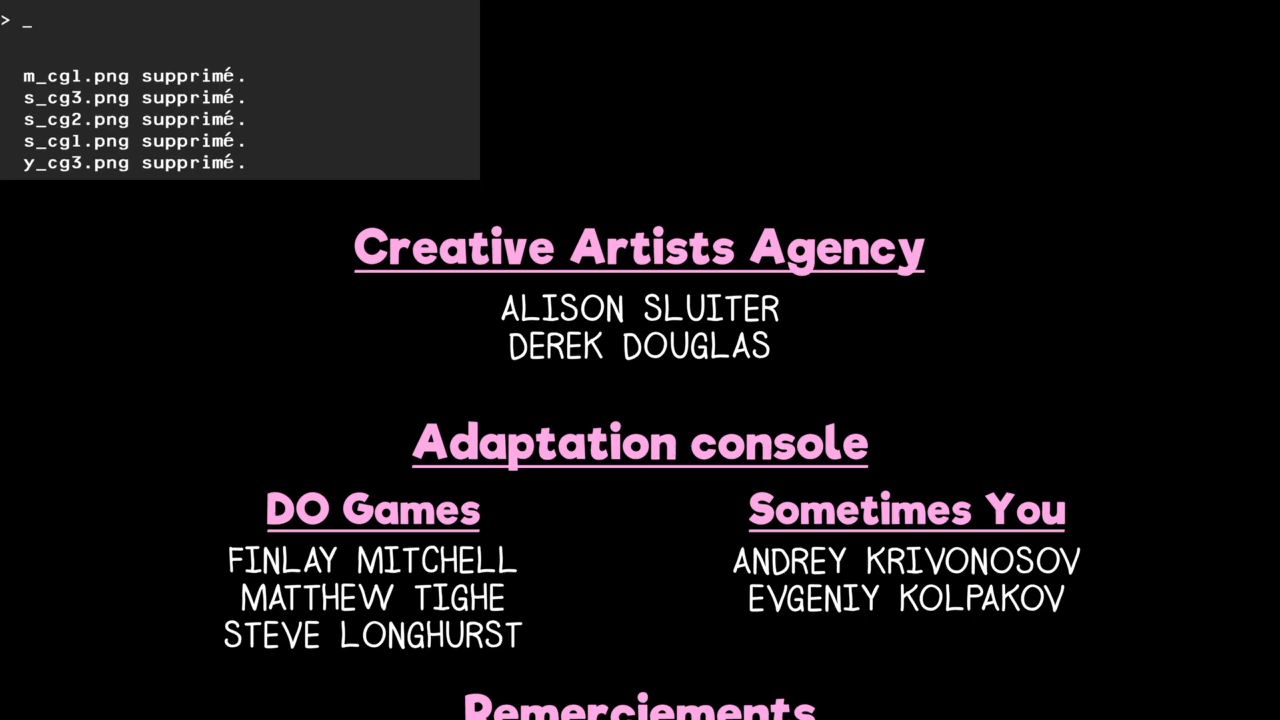 > _
m_cg1.png supprimé.
s_cg3.png supprimé.
s_cg2.png supprimé.
s_cg1.png supprimé.
y_cg3.png supprimé.
Creative Artists Agency
ALISON SLUITER
DEREK DOUGLAS
Adaptation console
DO Games
FINLAY MITCHELL
MATTHEW TIGHE
STEVE LONGHURST
Sometimes You
ANDREY KRIVONOSOV
EVGENIY KOLPAKOV
Remerciements